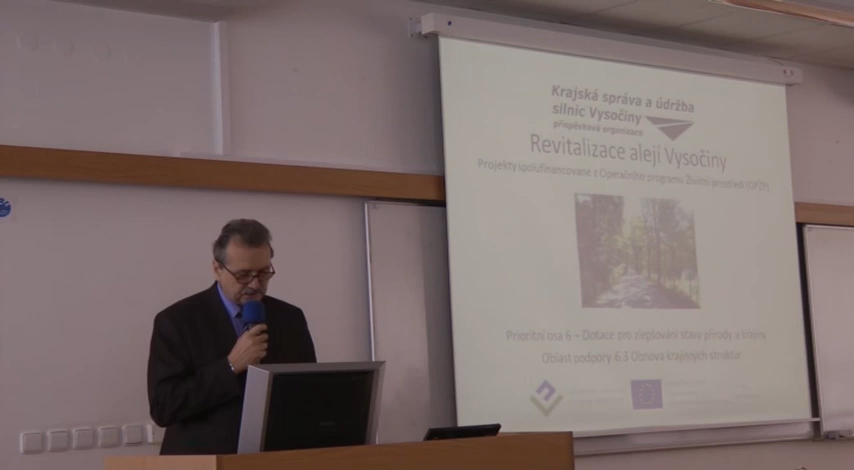 Krajská správa a údržba
silnic Vysočiny
příspěvková organizace
Revitalizace alejí Vysočiny
Projekty spolufinancované z Operačního programu Životní prostředí (OPŽP)
Prioritní osa 6 – Dotace pro zlepšování stavu přírody a krajiny
Oblast podpory 6.3 Obnova krajinných struktur